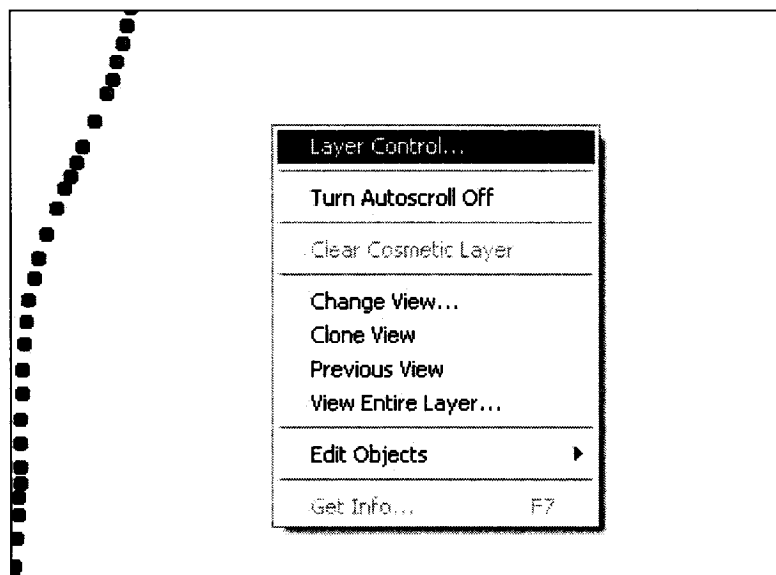 Layer Control...
Turn Autoscroll Off
Clear Cosmetic Layer
Change View...
Clone View
Previous View
View Entire Layer...
Edit Objects
Get Info... F7